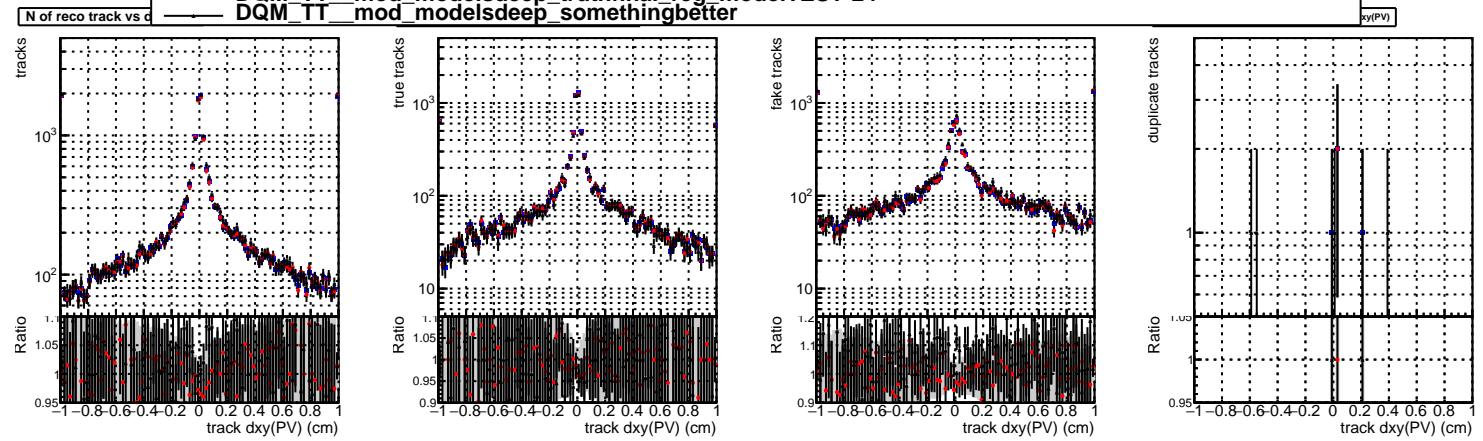 DQM_TT__mod_modelsdeep_somethingbetter
N of reco track vs d
xy(PV)
tracks
10³
10²
Ratio
1.05
1
0.95
−1 −0.8 −0.6 −0.4 −0.2 0 0.2 0.4 0.6 0.8 1
track dxy(PV) (cm)
true tracks
10³
10²
10
Ratio
1.05
1
0.95
−1 −0.8 −0.6 −0.4 −0.2 0 0.2 0.4 0.6 0.8 1
track dxy(PV) (cm)
fake tracks
10³
10²
10
Ratio
1.2
1.1
1
0.9
−1 −0.8 −0.6 −0.4 −0.2 0 0.2 0.4 0.6 0.8 1
track dxy(PV) (cm)
duplicate tracks
1
Ratio
1.05
1
0.95
−1 −0.8 −0.6 −0.4 −0.2 0 0.2 0.4 0.6 0.8 1
track dxy(PV) (cm)